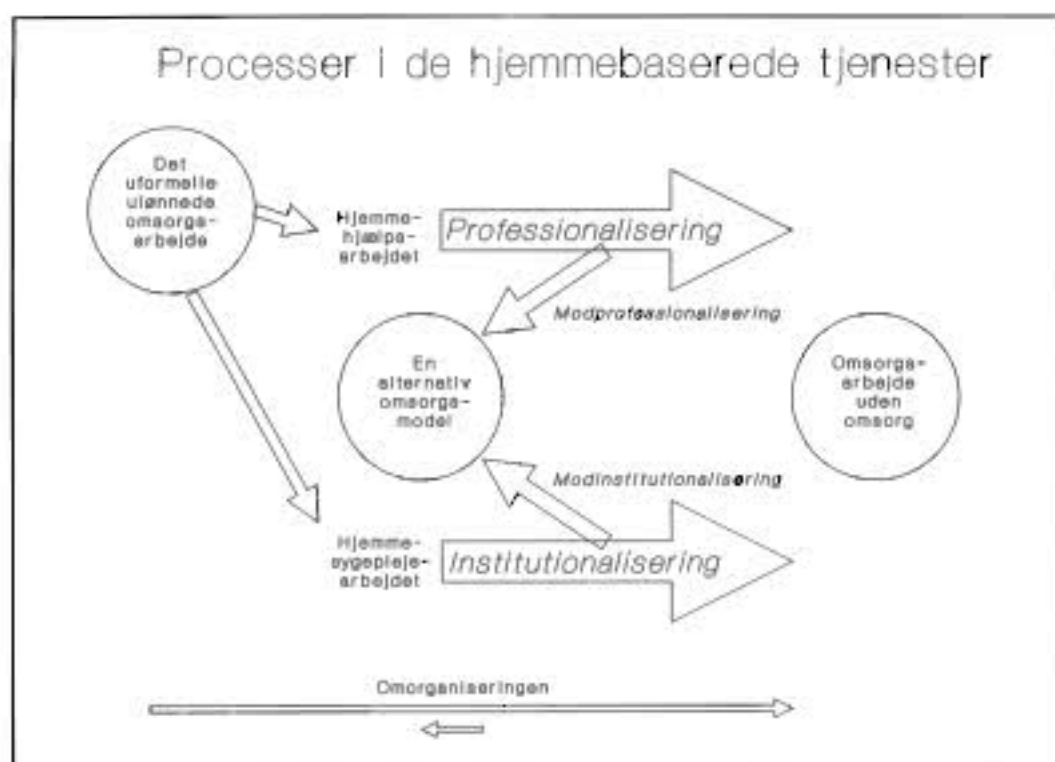 Processer i de hjemmebaserede tjenester
Det
uformelle
ulønnede
omsorgs-
arbejde
Hjemme-
hjælps-
arbejdet
Professionalisering
Modprofessionalisering
En
alternativ
omsorgs-
model
Omsorgs-
arbejde
uden
omsorg
Modinstitutionalisering
Hjemme-
sygepleje-
arbejdet
Institutionalisering
Omorganiseringen